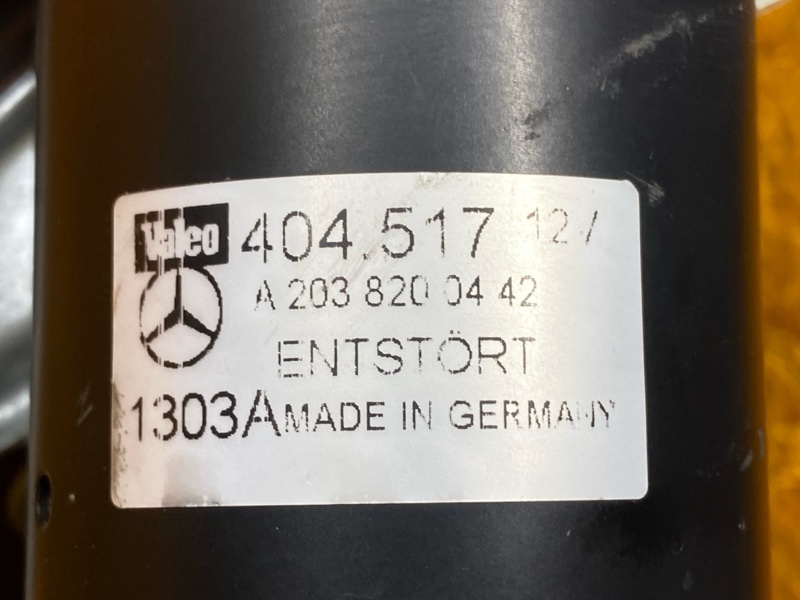 Valeo 404.517 12V
A 203 820 04 42
ENTSTÖRT
1303A MADE IN GERMANY